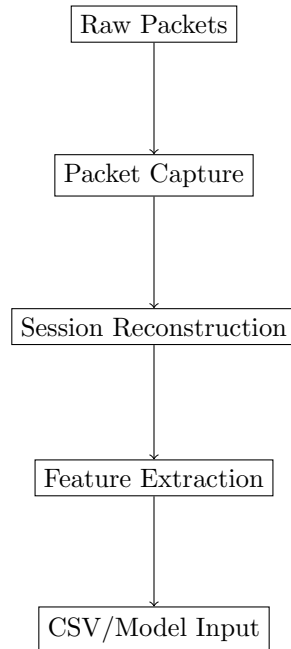 Raw Packets
Packet Capture
Session Reconstruction
Feature Extraction
CSV/Model Input